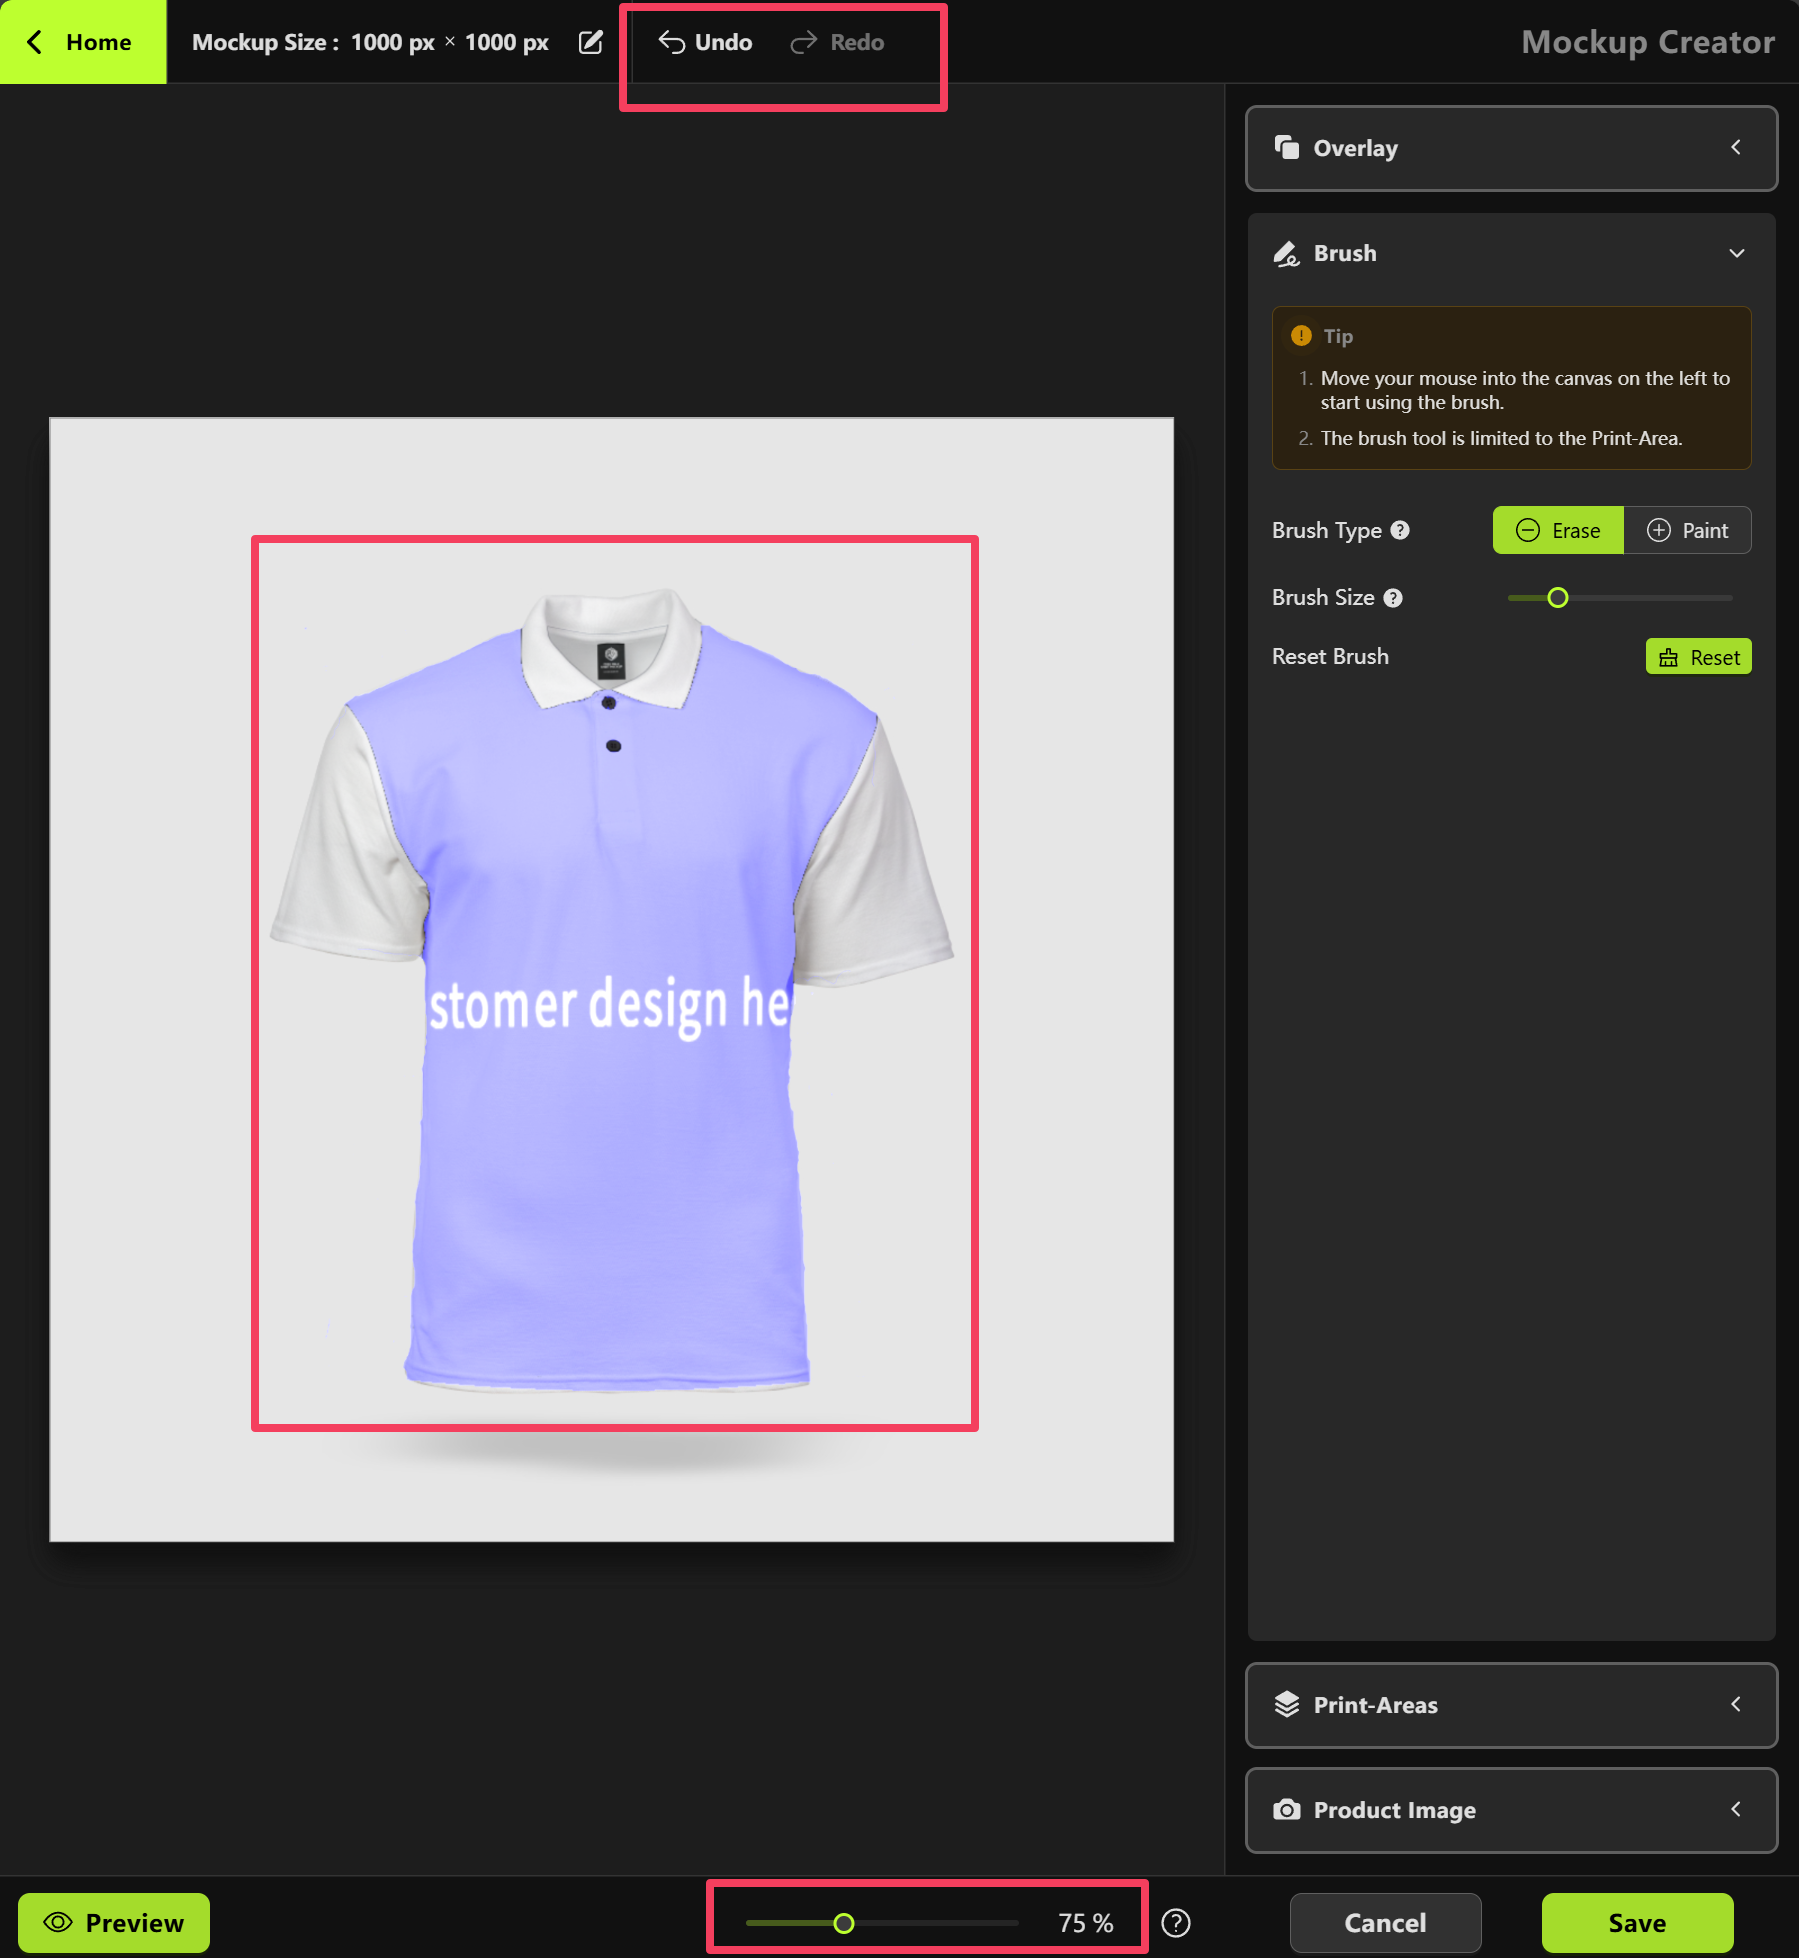 Home
Mockup Size : 1000 px × 1000 px
Undo
Redo
Mockup Creator
Overlay
Brush
Tip
1. Move your mouse into the canvas on the left to
start using the brush.
2. The brush tool is limited to the Print-Area.
Brush Type
Erase
Paint
Brush Size
Reset Brush
Reset
stomer design he
Print-Areas
Product Image
Preview
75 %
Cancel
Save